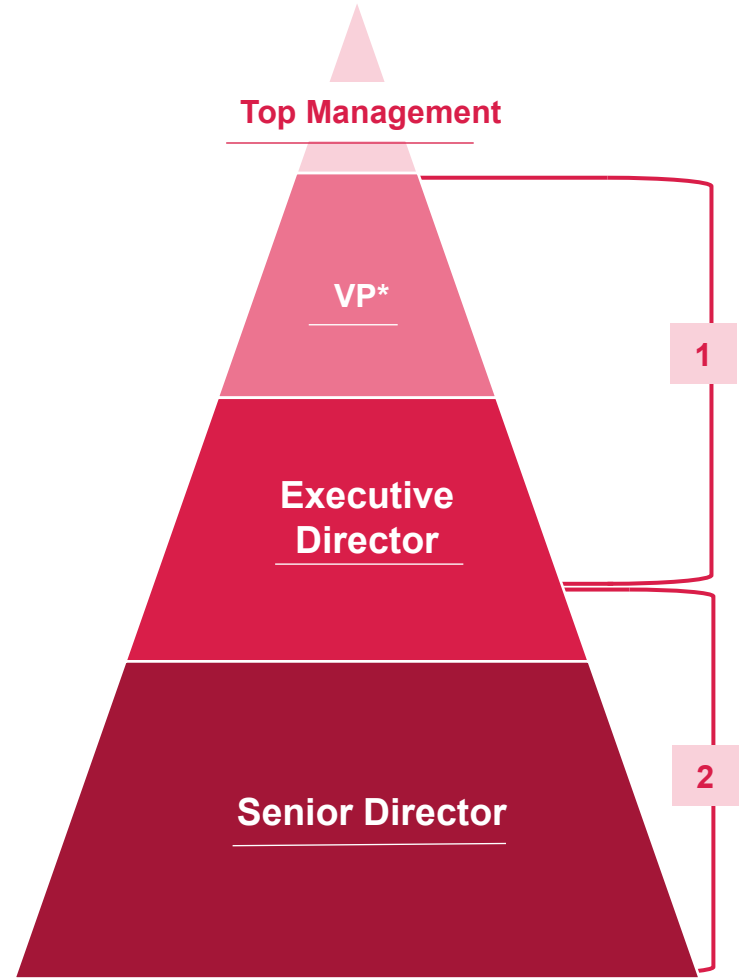 Top Management
VP*
1
Executive
Director
2
Senior Director